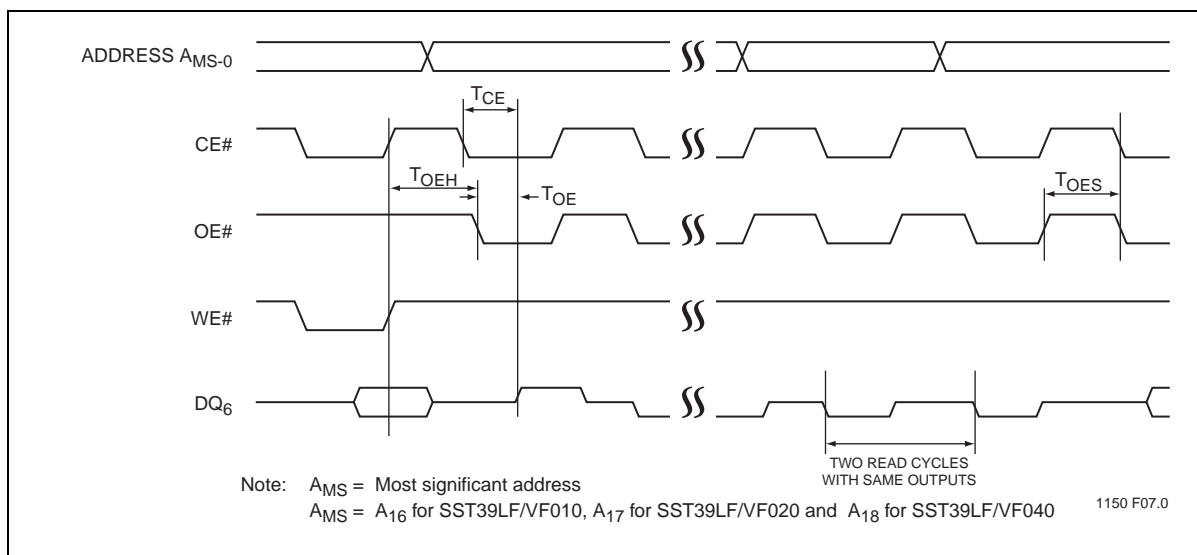 ADDRESS AMS-0
TCE
CE#
TOEH
TOE
TOES
OE#
WE#
DQ6
TWO READ CYCLES
WITH SAME OUTPUTS
Note: AMS = Most significant address
AMS = A16 for SST39LF/VF010, A17 for SST39LF/VF020 and A18 for SST39LF/VF040
1150 F07.0